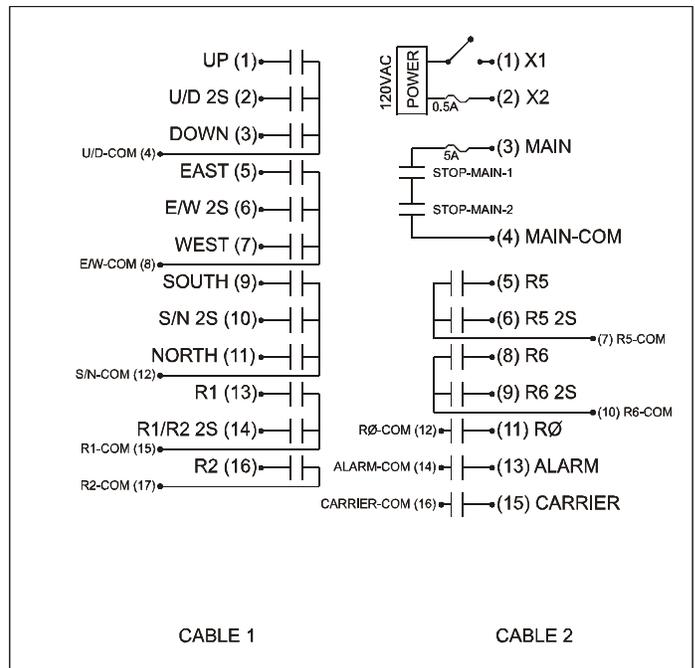 UP (1)
U/D 2S (2)
DOWN (3)
U/D-COM (4)
EAST (5)
E/W 2S (6)
WEST (7)
E/W-COM (8)
SOUTH (9)
S/N 2S (10)
NORTH (11)
S/N-COM (12)
R1 (13)
R1/R2 2S (14)
R1-COM (15)
R2 (16)
R2-COM (17)
CABLE 1
120VAC
POWER
(1) X1
0.5A
(2) X2
(3) MAIN
5A
STOP-MAIN-1
STOP-MAIN-2
(4) MAIN-COM
(5) R5
(6) R5 2S
(7) R5-COM
(8) R6
(9) R6 2S
(10) R6-COM
RØ-COM (12) (11) RØ
ALARM-COM (14) (13) ALARM
CARRIER-COM (16) (15) CARRIER
CABLE 2